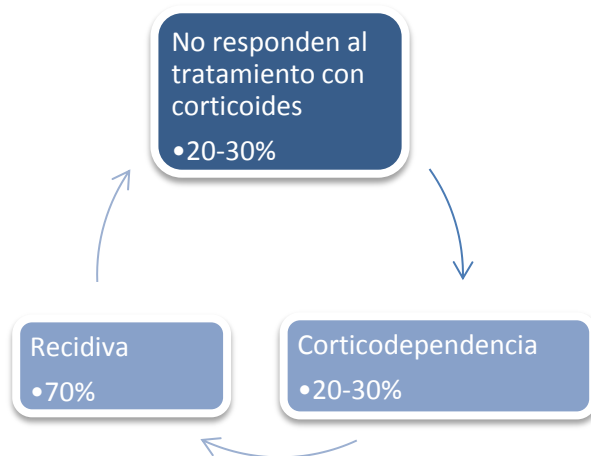 No responden al
tratamiento con
corticoides
•20-30%
Corticodependencia
•20-30%
Recidiva
•70%